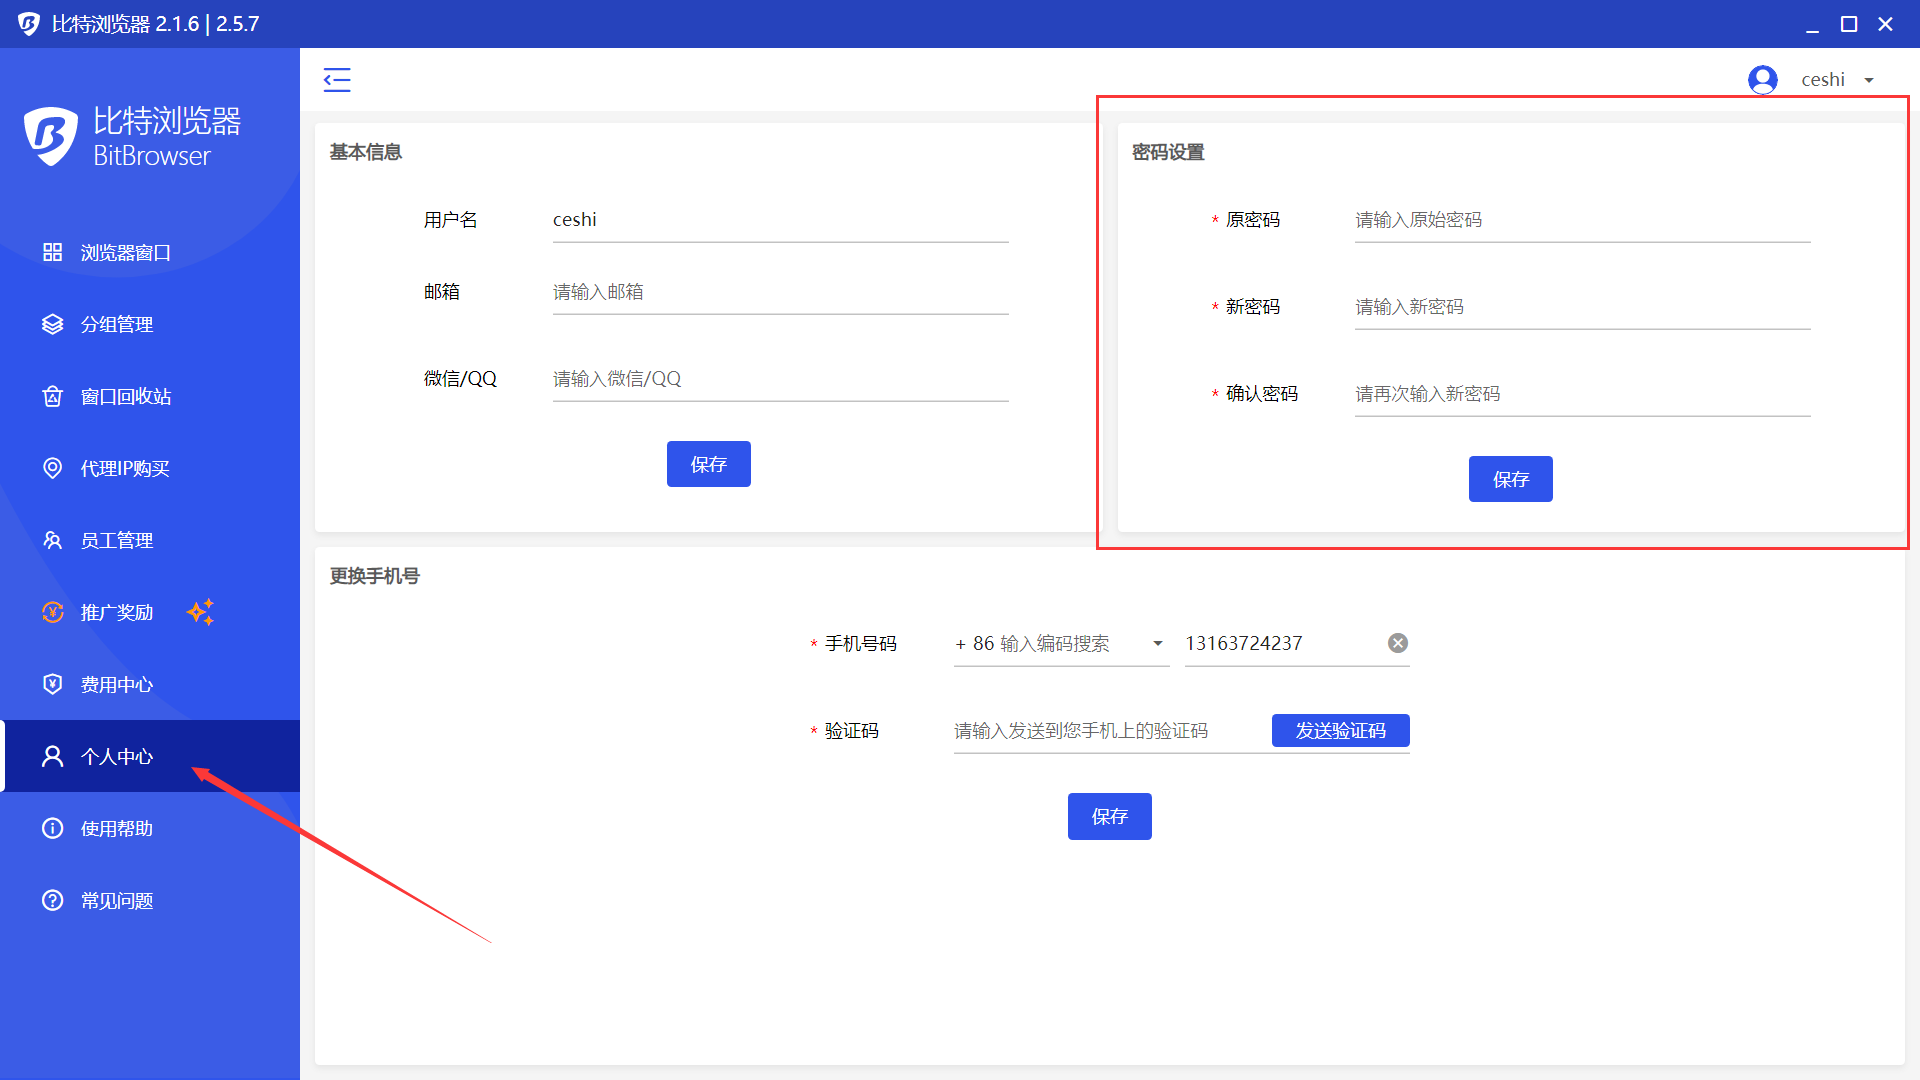 比特浏览器 2.1.6 | 2.5.7
比特浏览器
BitBrowser
浏览器窗口
分组管理
窗口回收站
代理IP购买
员工管理
推广奖励
费用中心
个人中心
使用帮助
常见问题
ceshi
基本信息
用户名 ceshi
邮箱 请输入邮箱
微信/QQ 请输入微信/QQ
保存
密码设置
* 原密码 请输入原始密码
* 新密码 请输入新密码
* 确认密码 请再次输入新密码
保存
更换手机号
* 手机号码 + 86 输入编码搜索 13163724237
* 验证码 请输入发送到您手机上的验证码 发送验证码
保存